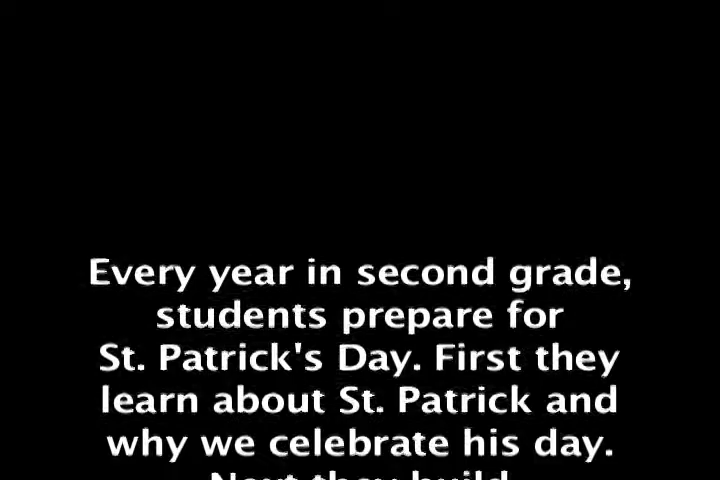 Every year in second grade,
students prepare for
St. Patrick's Day. First they
learn about St. Patrick and
why we celebrate his day.
Next they build